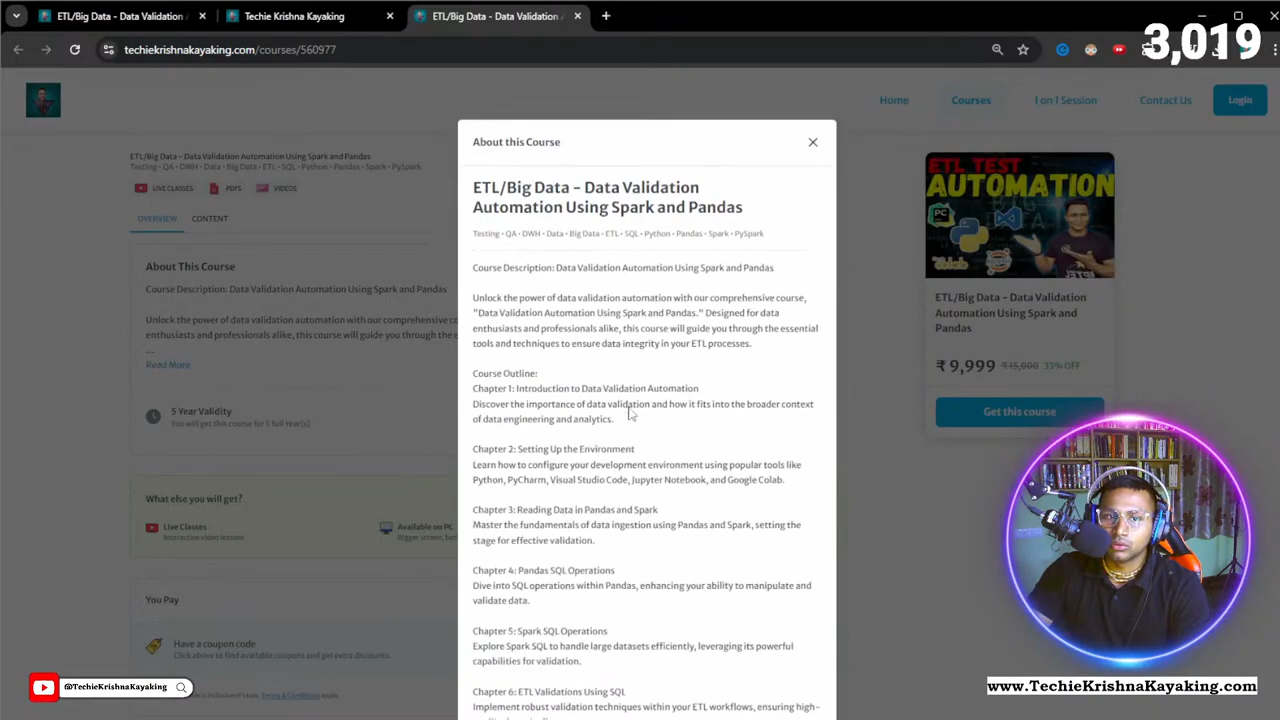 ETL/Big Data - Data Validation
Techie Krishna Kayaking
ETL/Big Data - Data Validation
techiekrishnakayaking.com/courses/560977
3,019
Home
Courses
1 on 1 Session
Contact Us
Login
ETL/Big Data - Data Validation Automation Using Spark and Pandas
Testing • QA • DWH • Data • Big Data • ETL • SQL • Python • Pandas • Spark • PySpark
LIVE CLASSES
PDFS
VIDEOS
OVERVIEW
CONTENT
About This Course
Course Description: Data Validation Automation Using Spark and Pandas
Unlock the power of data validation automation with our comprehensive co
enthusiasts and professionals alike, this course will guide you through the e
...
Read More
5 Year Validity
You will get this course for 5 full Year(s)
What else you will get?
Live Classes
Interactive video lessons.
Available on PC
Bigger screen, bet
You Pay
Have a coupon code
Click above to find available coupons and get extra discounts.
is inclusive of taxes. Terms & Conditions apply.
About this Course
ETL/Big Data - Data Validation
Automation Using Spark and Pandas
Testing • QA • DWH • Data • Big Data • ETL • SQL • Python • Pandas • Spark • PySpark
Course Description: Data Validation Automation Using Spark and Pandas
Unlock the power of data validation automation with our comprehensive course,
"Data Validation Automation Using Spark and Pandas." Designed for data
enthusiasts and professionals alike, this course will guide you through the essential
tools and techniques to ensure data integrity in your ETL processes.
Course Outline:
Chapter 1: Introduction to Data Validation Automation
Discover the importance of data validation and how it fits into the broader context
of data engineering and analytics.
Chapter 2: Setting Up the Environment
Learn how to configure your development environment using popular tools like
Python, PyCharm, Visual Studio Code, Jupyter Notebook, and Google Colab.
Chapter 3: Reading Data in Pandas and Spark
Master the fundamentals of data ingestion using Pandas and Spark, setting the
stage for effective validation.
Chapter 4: Pandas SQL Operations
Dive into SQL operations within Pandas, enhancing your ability to manipulate and
validate data.
Chapter 5: Spark SQL Operations
Explore Spark SQL to handle large datasets efficiently, leveraging its powerful
capabilities for validation.
Chapter 6: ETL Validations Using SQL
Implement robust validation techniques within your ETL workflows, ensuring high-
ETL TEST
AUTOMATION
PC
ETL/Big Data - Data Validation
Automation Using Spark and
Pandas
₹ 9,999 ₹ 15,000 33% OFF
Get this course
@TechieKrishnaKayaking
www.TechieKrishnaKayaking.com